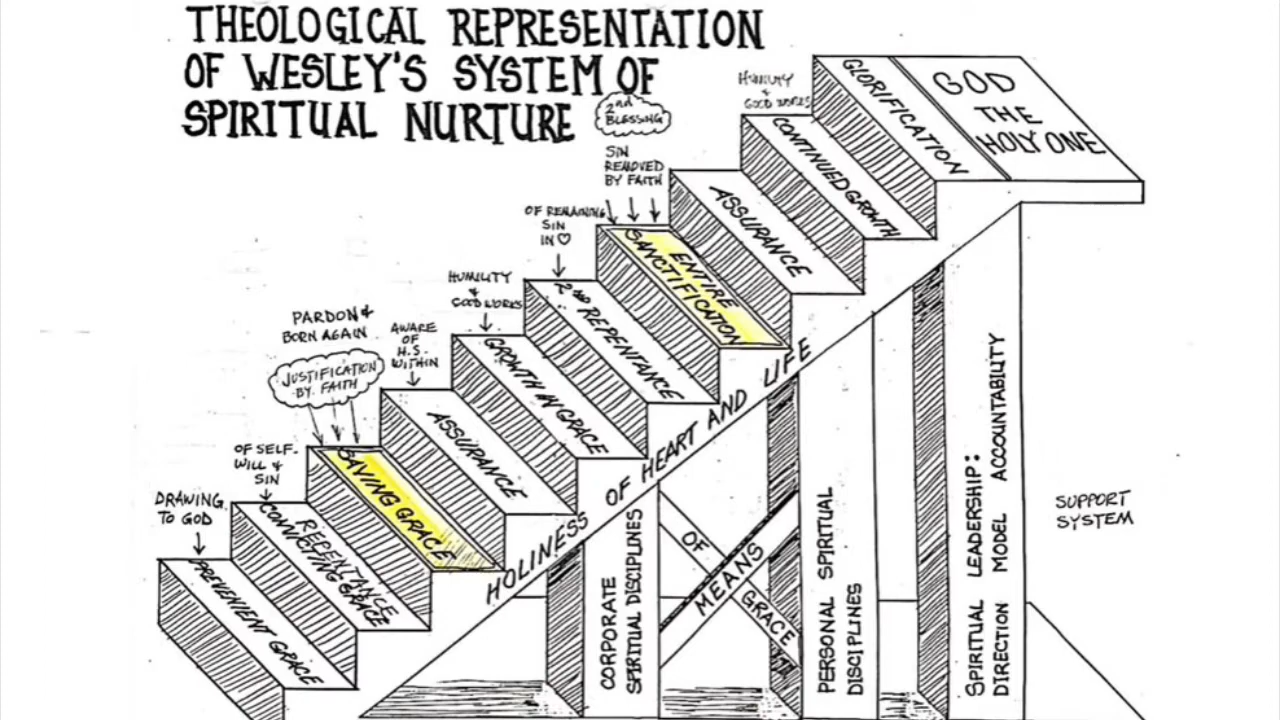 THEOLOGICAL REPRESENTATION
OF WESLEY'S SYSTEM OF
SPIRITUAL NURTURE
DRAWING
TO GOD
PREVENIENT GRACE
OF SELF-
WILL &
SIN
REPENTANCE
CONVICTING GRACE
PARDON &
BORN AGAIN
JUSTIFICATION
BY FAITH
SAVING GRACE
AWARE
OF
H.S.
WITHIN
ASSURANCE
HUMILITY
&
GOOD WORKS
GROWTH IN GRACE
OF REMAINING
SIN
IN ♡
2ND REPENTANCE
2nd
BLESSING
SIN
REMOVED
BY FAITH
ENTIRE
SANCTIFICATION
ASSURANCE
HUMILITY
&
GOOD WORKS
CONTINUED GROWTH
GLORIFICATION
GOD
THE
HOLY ONE
HOLINESS OF HEART AND LIFE
CORPORATE
SPIRITUAL DISCIPLINES
MEANS
OF
GRACE
PERSONAL SPIRITUAL
DISCIPLINES
SPIRITUAL LEADERSHIP:
DIRECTION MODEL ACCOUNTABILITY
SUPPORT
SYSTEM